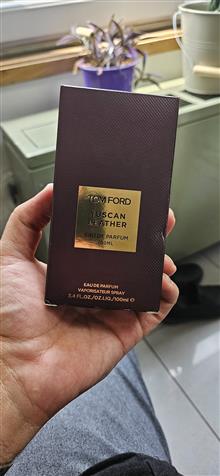 TOM FORD
TUSCAN
LEATHER
EAU DE PARFUM
100ML
EAU DE PARFUM
VAPORISATEUR SPRAY
3.4 FL.OZ./OZ.LIQ./100ml ℮